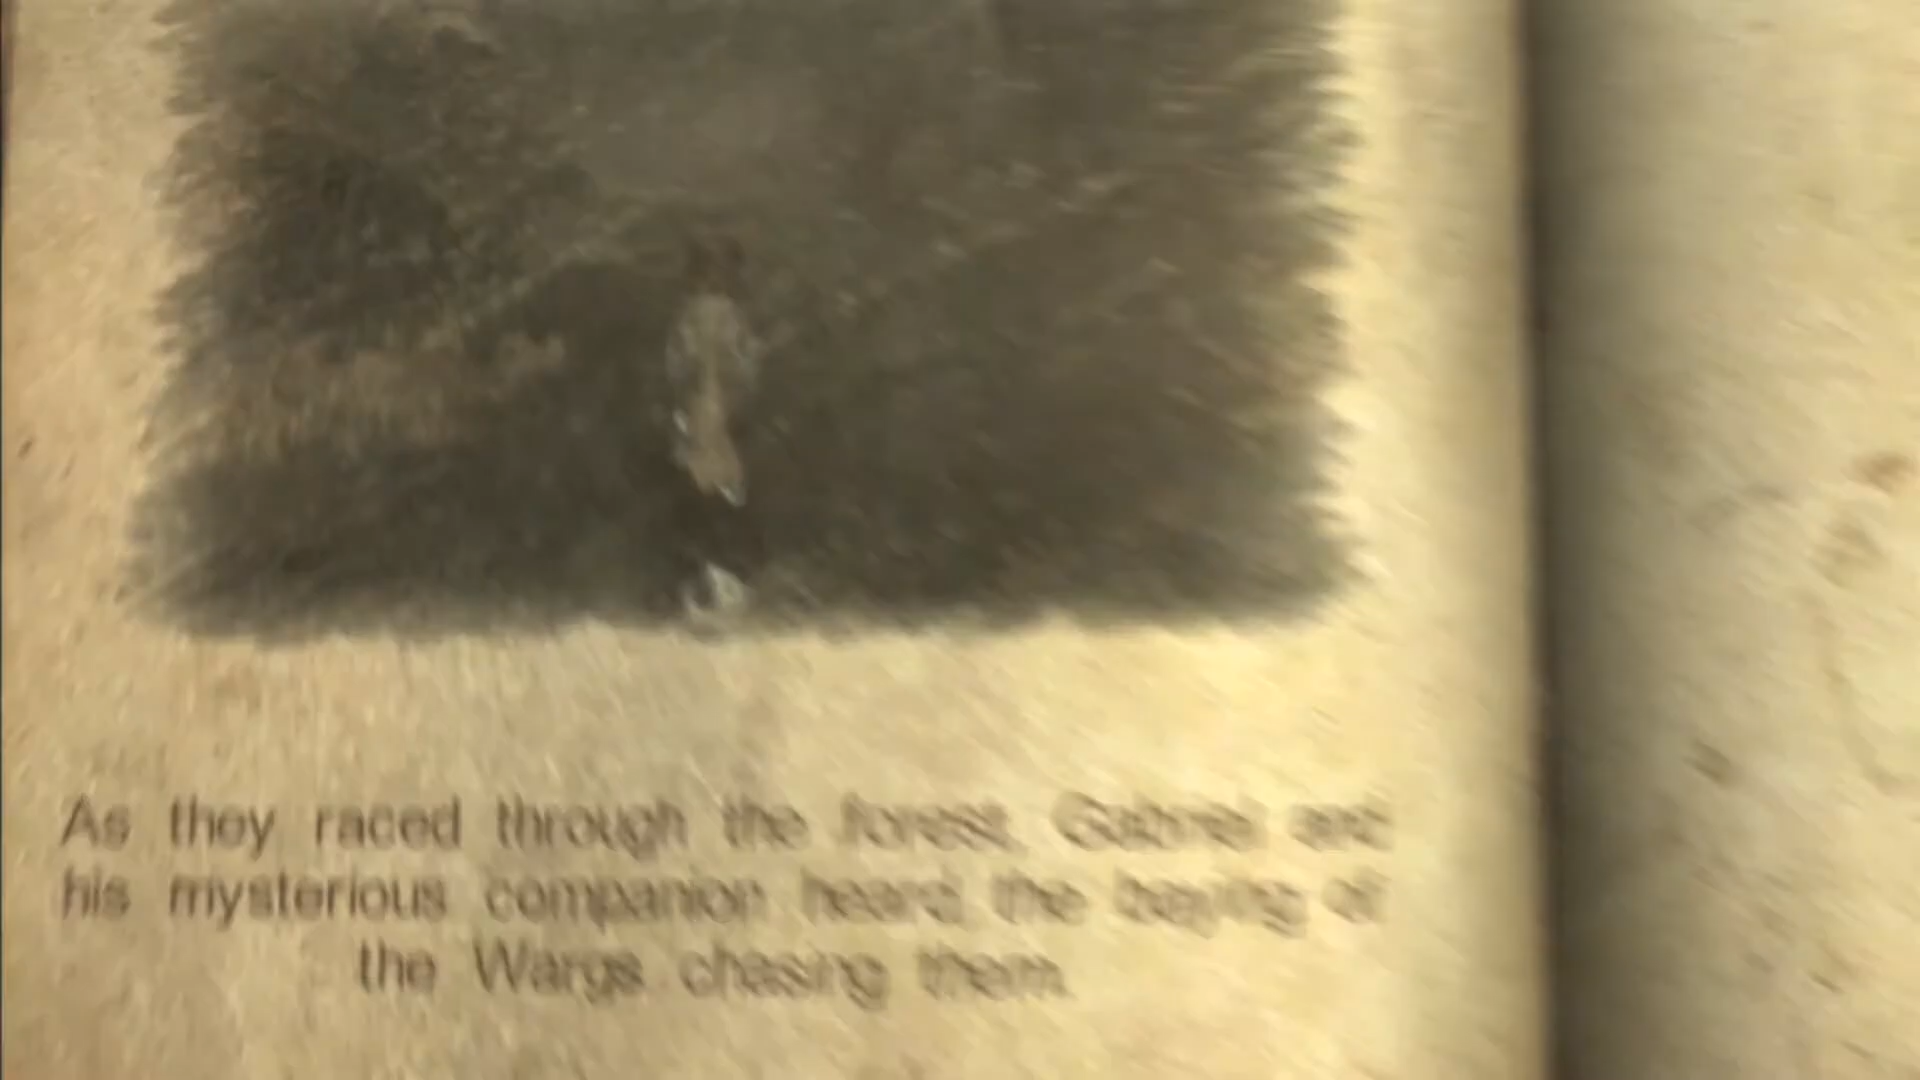 As they raced through the forest, Gabriel and
his mysterious companion heard the baying of
the Wargs chasing them.